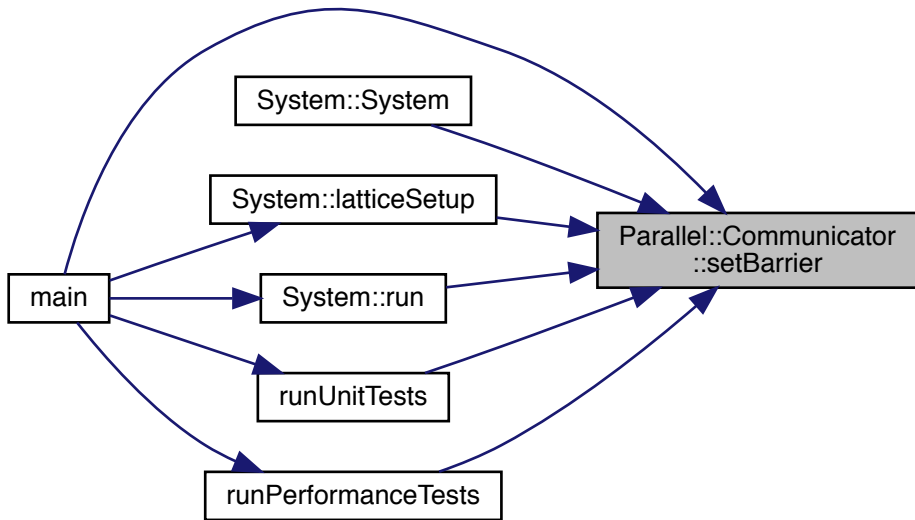 System::System
System::latticeSetup
Parallel::Communicator
::setBarrier
main
System::run
runUnitTests
runPerformanceTests